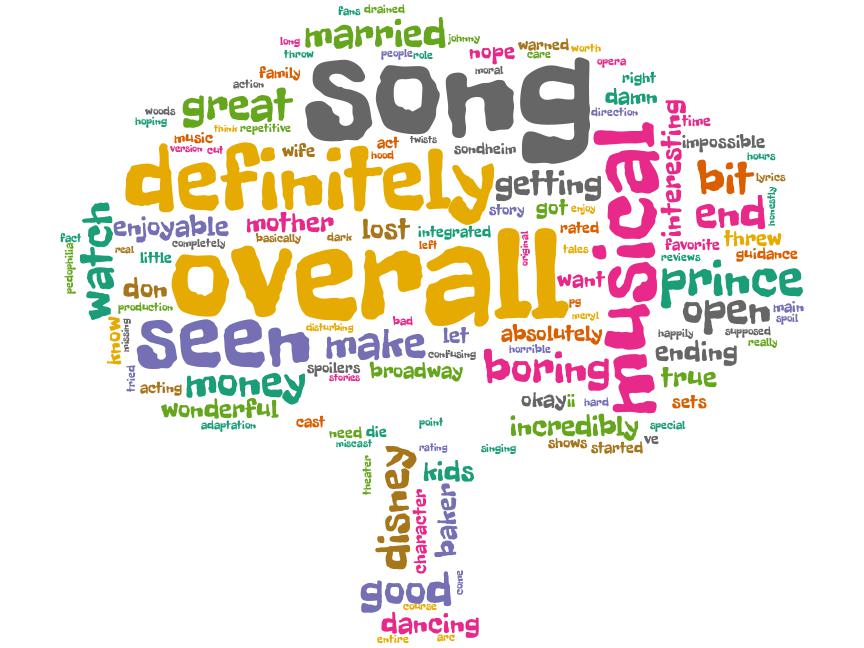 fans drained
long married johnny
throw people role nope warned worth
care
family song moral opera
action right
woods great damn
hoping think repetitive direction
music act twists time
version cut wife hood sondheim impossible
definitely getting musical interesting bit hours
lyrics
watch enjoyable mother lost story got enjoy end honestly
fact basically dark integrated rated favorite threw
real completely left original tales reviews guidance
pedophilia little overall want prince
don pg
production meryl open main
know seen disturbing bad absolutely spoil
missing make let happily supposed
confusing horrible ending really
tried spoilers broadway boring true
acting money stories
wonderful okay ii hard sets
adaptation cast point incredibly special
need die shows started ve
miscast rating singing
theater disney kids
character baker
good come
course
dancing
entire arc